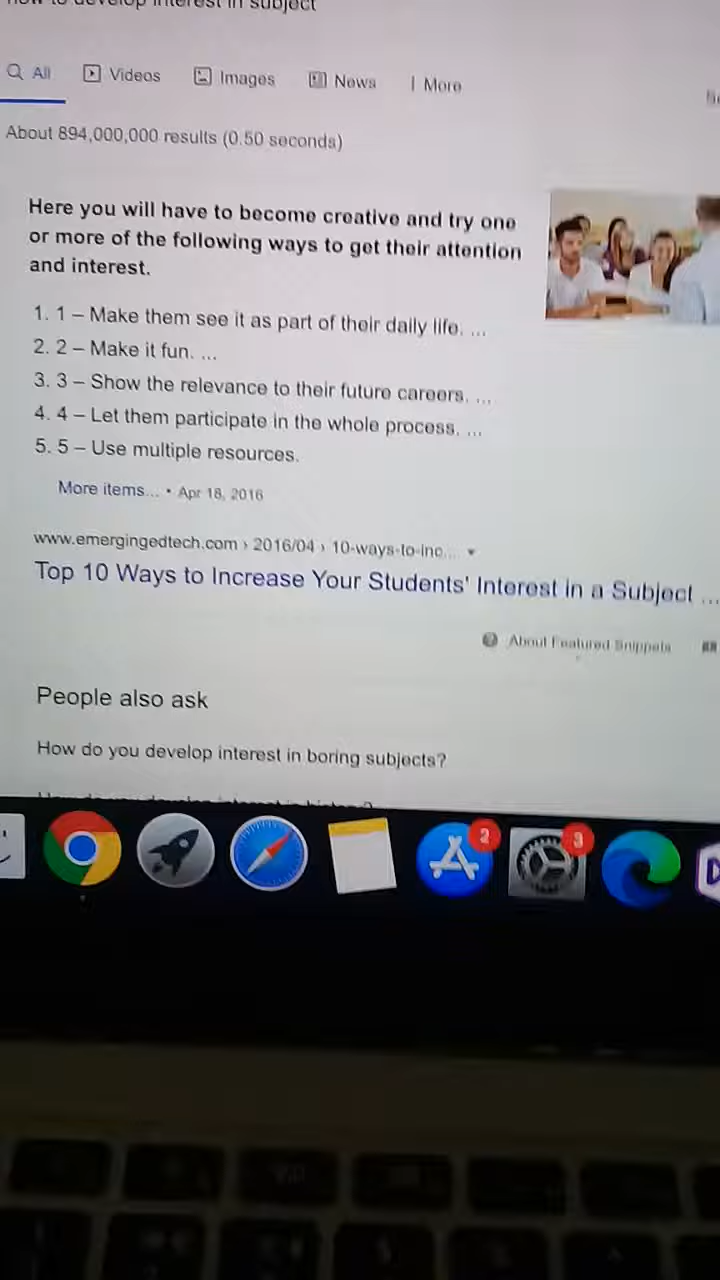 how to develop interest in subject
All Videos Images News More
About 894,000,000 results (0.50 seconds)
Here you will have to become creative and try one
or more of the following ways to get their attention
and interest.
1. 1 – Make them see it as part of their daily life. ...
2. 2 – Make it fun. ...
3. 3 – Show the relevance to their future careers. ...
4. 4 – Let them participate in the whole process. ...
5. 5 – Use multiple resources.
More items... • Apr 18, 2016
www.emergingedtech.com › 2016/04 › 10-ways-to-inc...
Top 10 Ways to Increase Your Students' Interest in a Subject ...
About Featured Snippets
People also ask
How do you develop interest in boring subjects?
2
3